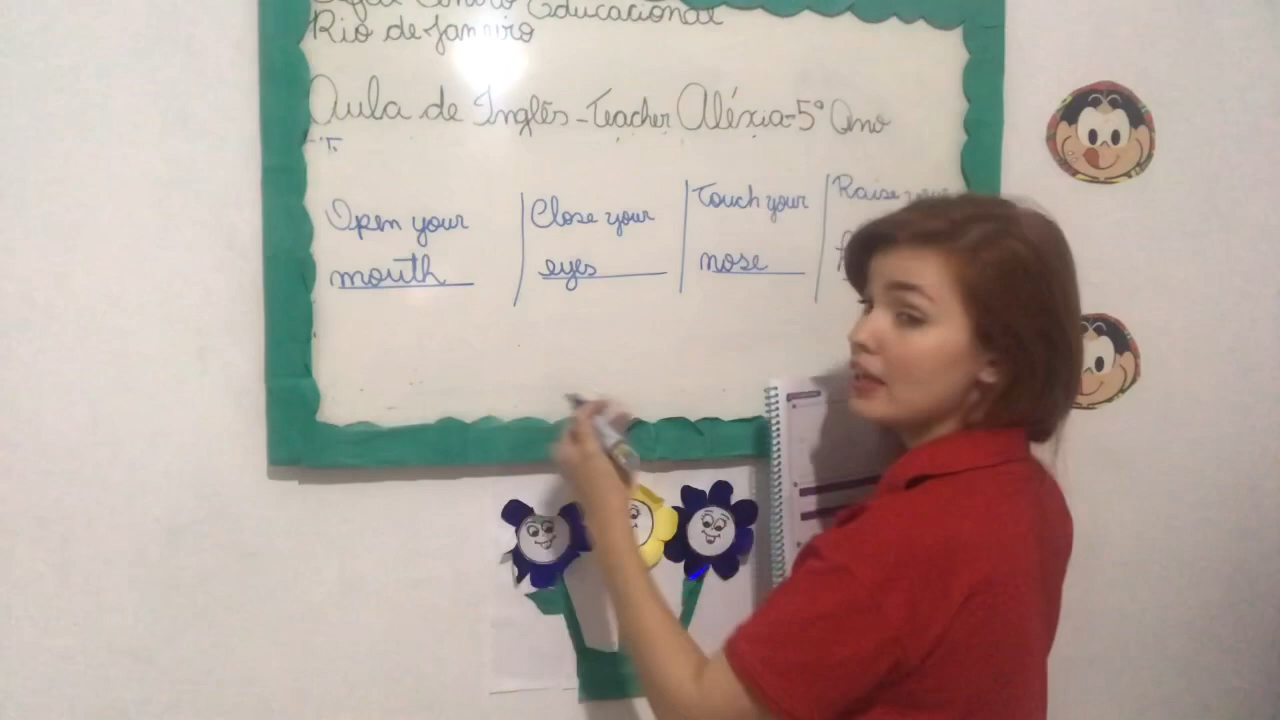 Centro Educacional
Rio de Janeiro
Aula de Inglês - Teacher Aléxia - 5º Ano
Open your
mouth
Close your
eyes
Touch your
nose
Raise your